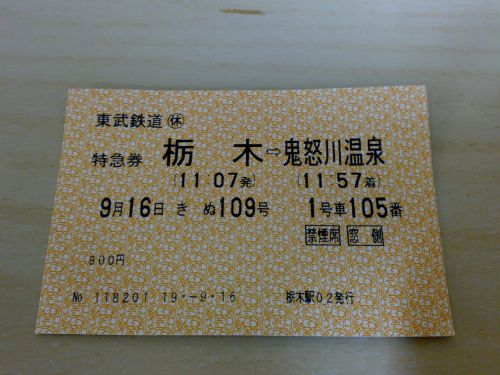 東武鉄道㊡
特急券 栃木⇨鬼怒川温泉
(11:07発) (11:57着)
9月16日 きぬ109号 1号車105番
禁煙席 窓側
900円
No 118201 19.-9.16 栃木駅02発行